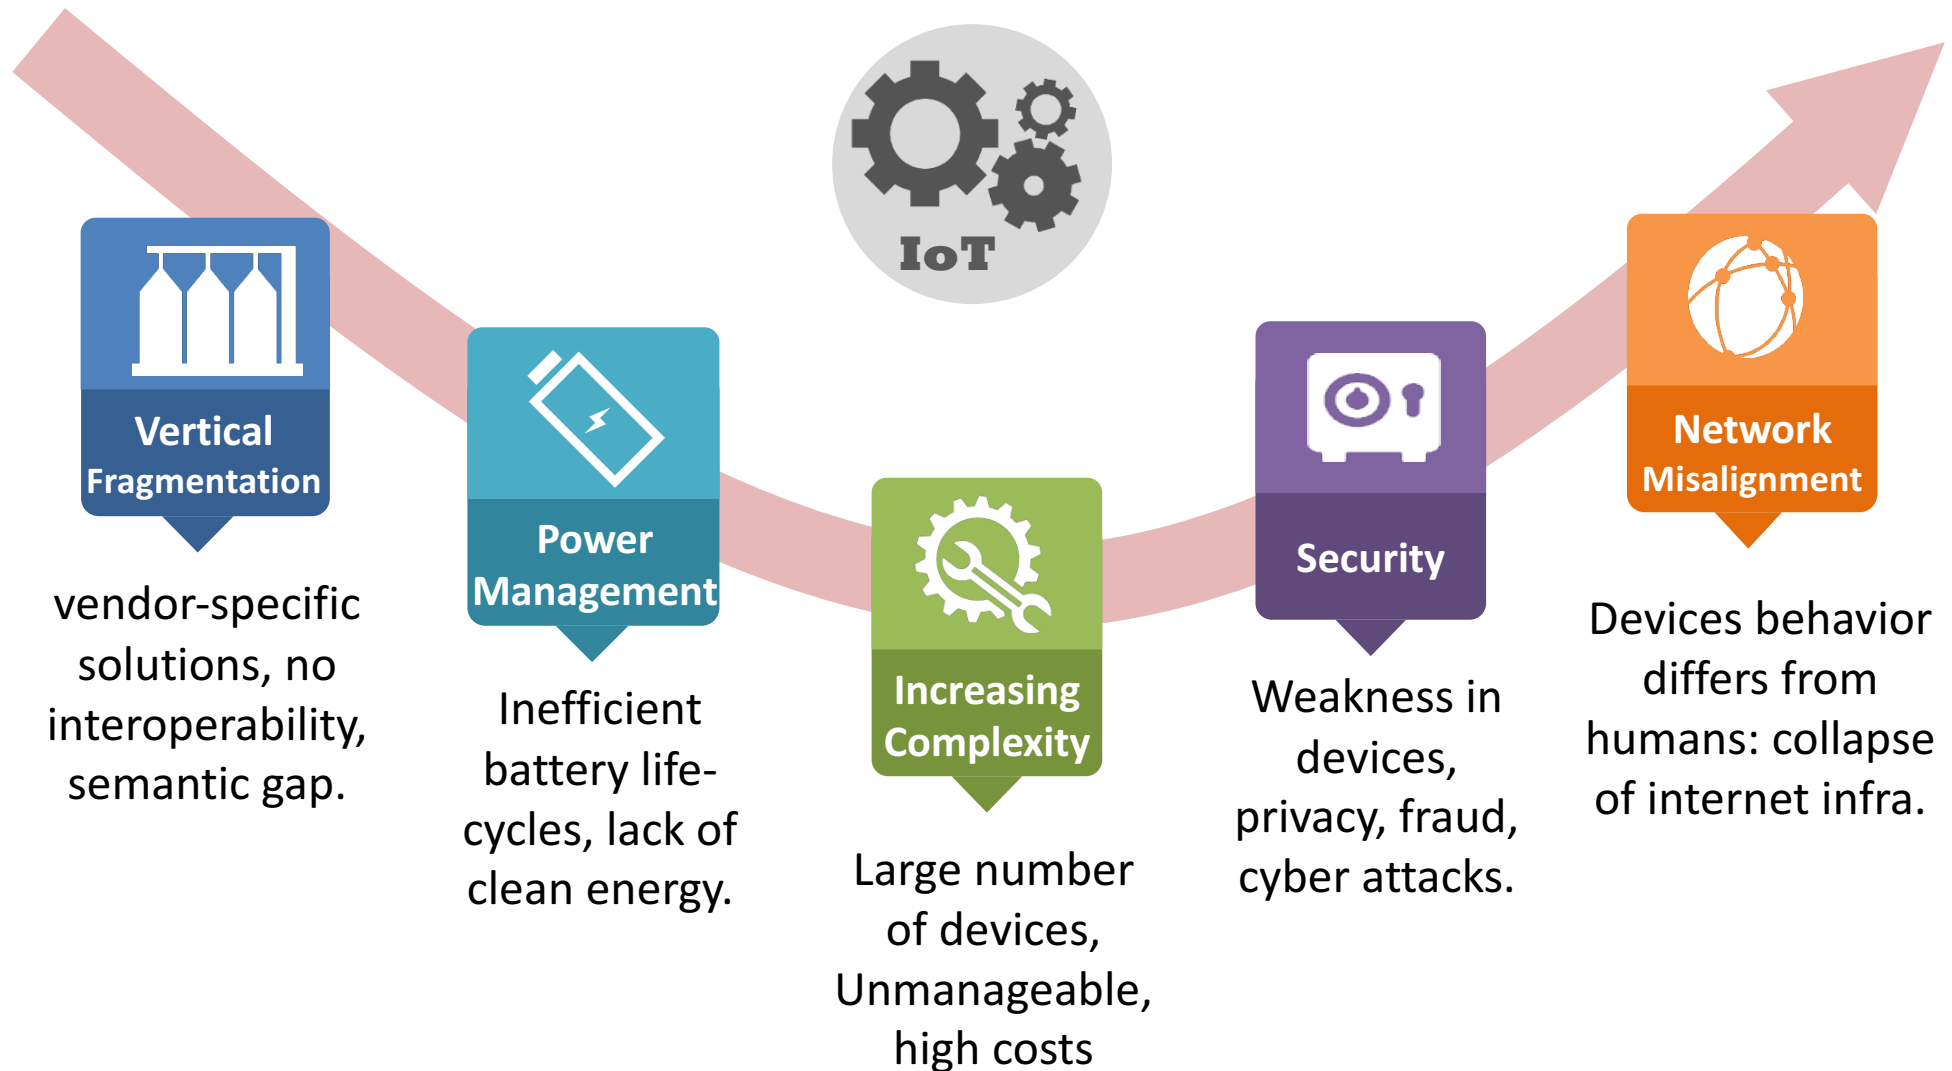 IoT
Vertical
Fragmentation
vendor-specific
solutions, no
interoperability,
semantic gap.
Power
Management
Inefficient
battery life-
cycles, lack of
clean energy.
Increasing
Complexity
Large number
of devices,
Unmanageable,
high costs
Security
Weakness in
devices,
privacy, fraud,
cyber attacks.
Network
Misalignment
Devices behavior
differs from
humans: collapse
of internet infra.